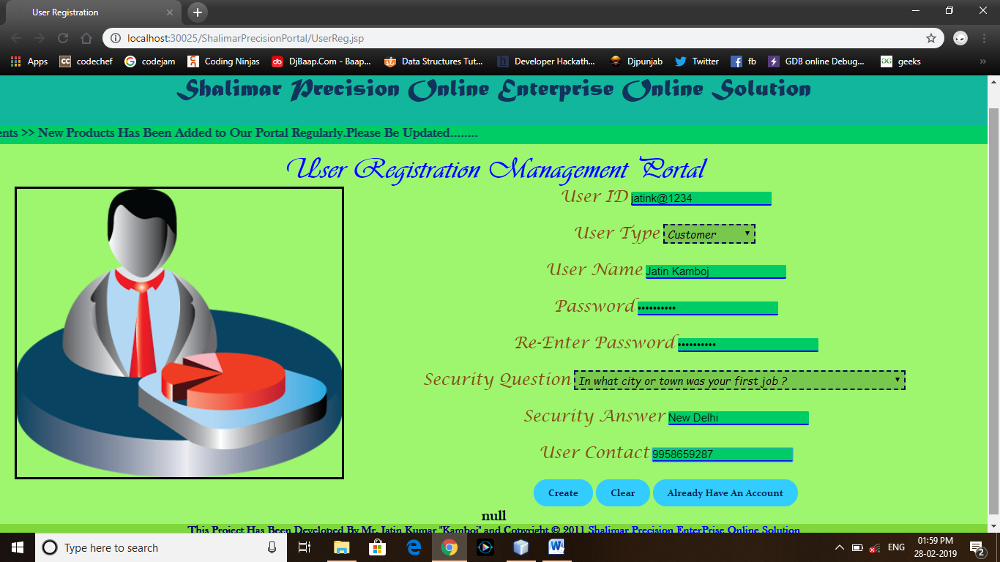 User Registration
localhost:30025/ShalimarPrecisionPortal/UserReg.jsp
Apps codechef codejam Coding Ninjas DjBaap.Com - Baap... Data Structures Tut... Developer Hackath... Djpunjab Twitter fb GDB online Debug... geeks »
Shalimar Precision Online Enterprise Online Solution
ents >> New Products Has Been Added to Our Portal Regularly.Please Be Updated........
User Registration Management Portal
User ID jatink@1234
User Type Customer
User Name Jatin Kamboj
Password ••••••••••
Re-Enter Password ••••••••••
Security Question In what city or town was your first job ?
Security Answer New Delhi
User Contact 9958659287
Create Clear Already Have An Account
null
This Project Has Been Developed By Mr. Jatin Kumar "Kamboj" and Copyright © 2011 Shalimar Precision EnterPrise Online Solution
Type here to search ENG 01:59 PM
28-02-2019 2